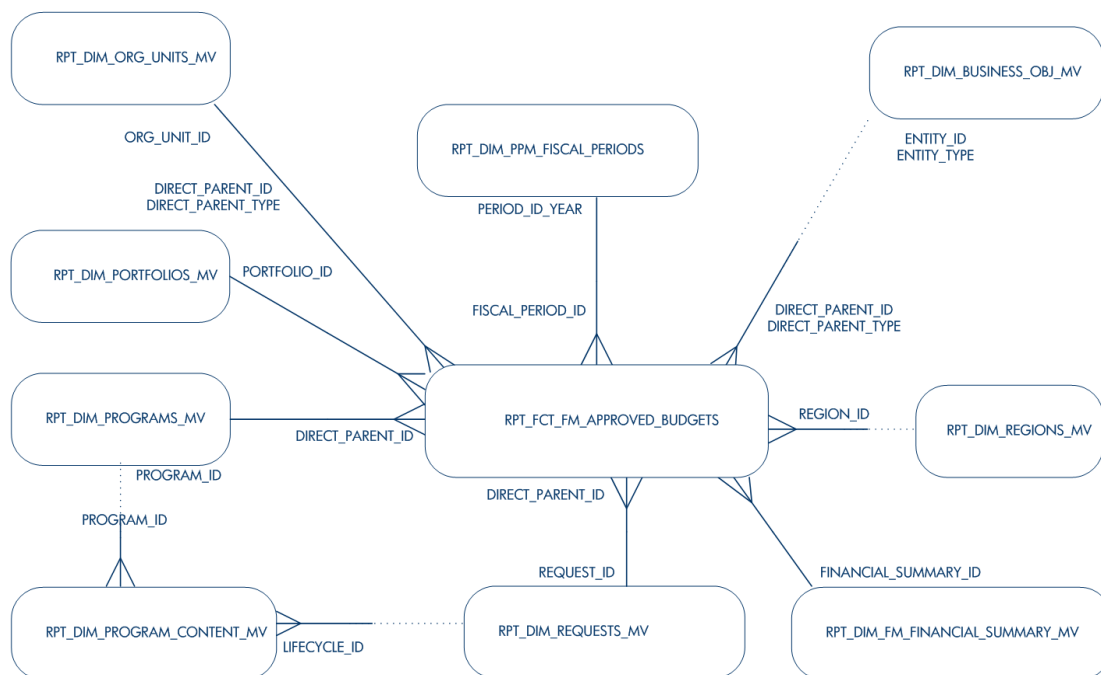 RPT_DIM_ORG_UNITS_MV
RPT_DIM_BUSINESS_OBJ_MV
ORG_UNIT_ID
RPT_DIM_PPM_FISCAL_PERIODS
ENTITY_ID
ENTITY_TYPE
DIRECT_PARENT_ID
DIRECT_PARENT_TYPE
PERIOD_ID_YEAR
RPT_DIM_PORTFOLIOS_MV
PORTFOLIO_ID
FISCAL_PERIOD_ID
DIRECT_PARENT_ID
DIRECT_PARENT_TYPE
RPT_DIM_PROGRAMS_MV
DIRECT_PARENT_ID
RPT_FCT_FM_APPROVED_BUDGETS
REGION_ID
RPT_DIM_REGIONS_MV
PROGRAM_ID
DIRECT_PARENT_ID
PROGRAM_ID
REQUEST_ID
FINANCIAL_SUMMARY_ID
RPT_DIM_PROGRAM_CONTENT_MV
LIFECYCLE_ID
RPT_DIM_REQUESTS_MV
RPT_DIM_FM_FINANCIAL_SUMMARY_MV